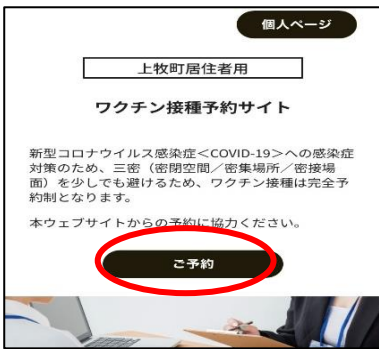 個人ページ
上牧町居住者用
ワクチン接種予約サイト
新型コロナウイルス感染症<COVID-19>への感染症
対策のため、三密（密閉空間／密集場所／密接場
面）を少しでも避けるため、ワクチン接種は完全予
約制となります。
本ウェブサイトからの予約に協力ください。
ご予約